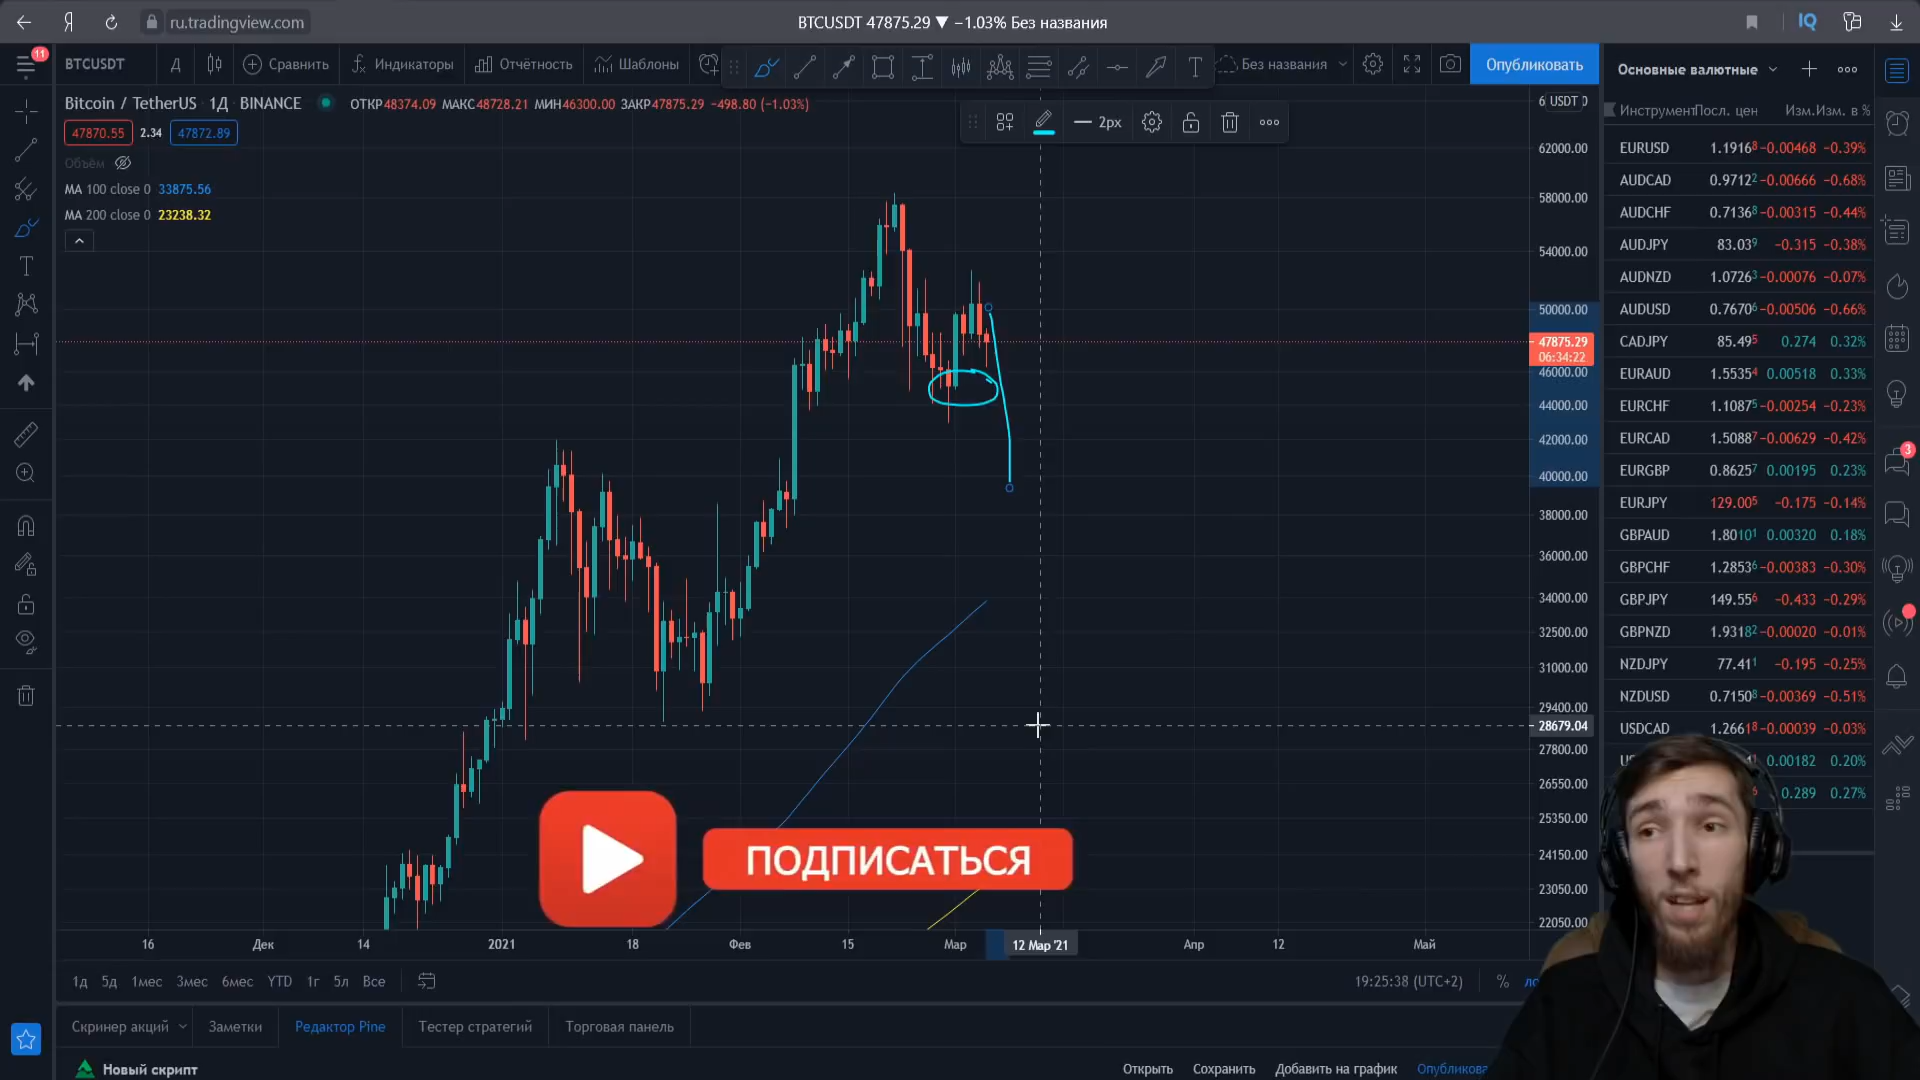 ru.tradingview.com
BTCUSDT 47875.29 ▼ −1.03% Без названия
IQ
11
BTCUSDT
Д
Сравнить
Индикаторы
Отчётность
Шаблоны
Без названия
Опубликовать
Основные валютные
Bitcoin / TetherUS 1Д BINANCE
ОТКР48374.09 МАКС48728.21 МИН46300.00 ЗАКР47875.29 −498.80 (−1.03%)
47870.55 2.34 47872.89
Объём
MA 100 close 0 33875.56
MA 200 close 0 23238.32
2px
USDT
62000.00
58000.00
54000.00
50000.00
47875.29
06:34:22
46000.00
44000.00
42000.00
40000.00
38000.00
36000.00
34000.00
32500.00
31000.00
29400.00
28679.04
27800.00
26550.00
25350.00
24150.00
23050.00
22050.00
Инструмент Посл. цен Изм. Изм. в %
EURUSD 1.19168 −0.00468 −0.39%
AUDCAD 0.97122 −0.00666 −0.68%
AUDCHF 0.71368 −0.00315 −0.44%
AUDJPY 83.039 −0.315 −0.38%
AUDNZD 1.07263 −0.00076 −0.07%
AUDUSD 0.76706 −0.00506 −0.66%
CADJPY 85.495 0.274 0.32%
EURAUD 1.55354 0.00518 0.33%
EURCHF 1.10875 −0.00254 −0.23%
EURCAD 1.50887 −0.00629 −0.42%
EURGBP 0.86257 0.00195 0.23%
EURJPY 129.005 −0.175 −0.14%
GBPAUD 1.80101 0.00320 0.18%
GBPCHF 1.28536 −0.00383 −0.30%
GBPJPY 149.556 −0.433 −0.29%
GBPNZD 1.93182 −0.00020 −0.01%
NZDJPY 77.411 −0.195 −0.25%
NZDUSD 0.71508 −0.00369 −0.51%
USDCAD 1.26618 −0.00039 −0.03%
0.00182 0.20%
0.289 0.27%
3
ПОДПИСАТЬСЯ
16 Дек 14 2021 18 Фев 15 Мар 12 Мар '21 Апр 12 Май
1д 5д 1мес 3мес 6мес YTD 1г 5л Все
19:25:38 (UTC+2) %
Скринер акций Заметки Редактор Pine Тестер стратегий Торговая панель
Новый скрипт
Открыть Сохранить Добавить на график